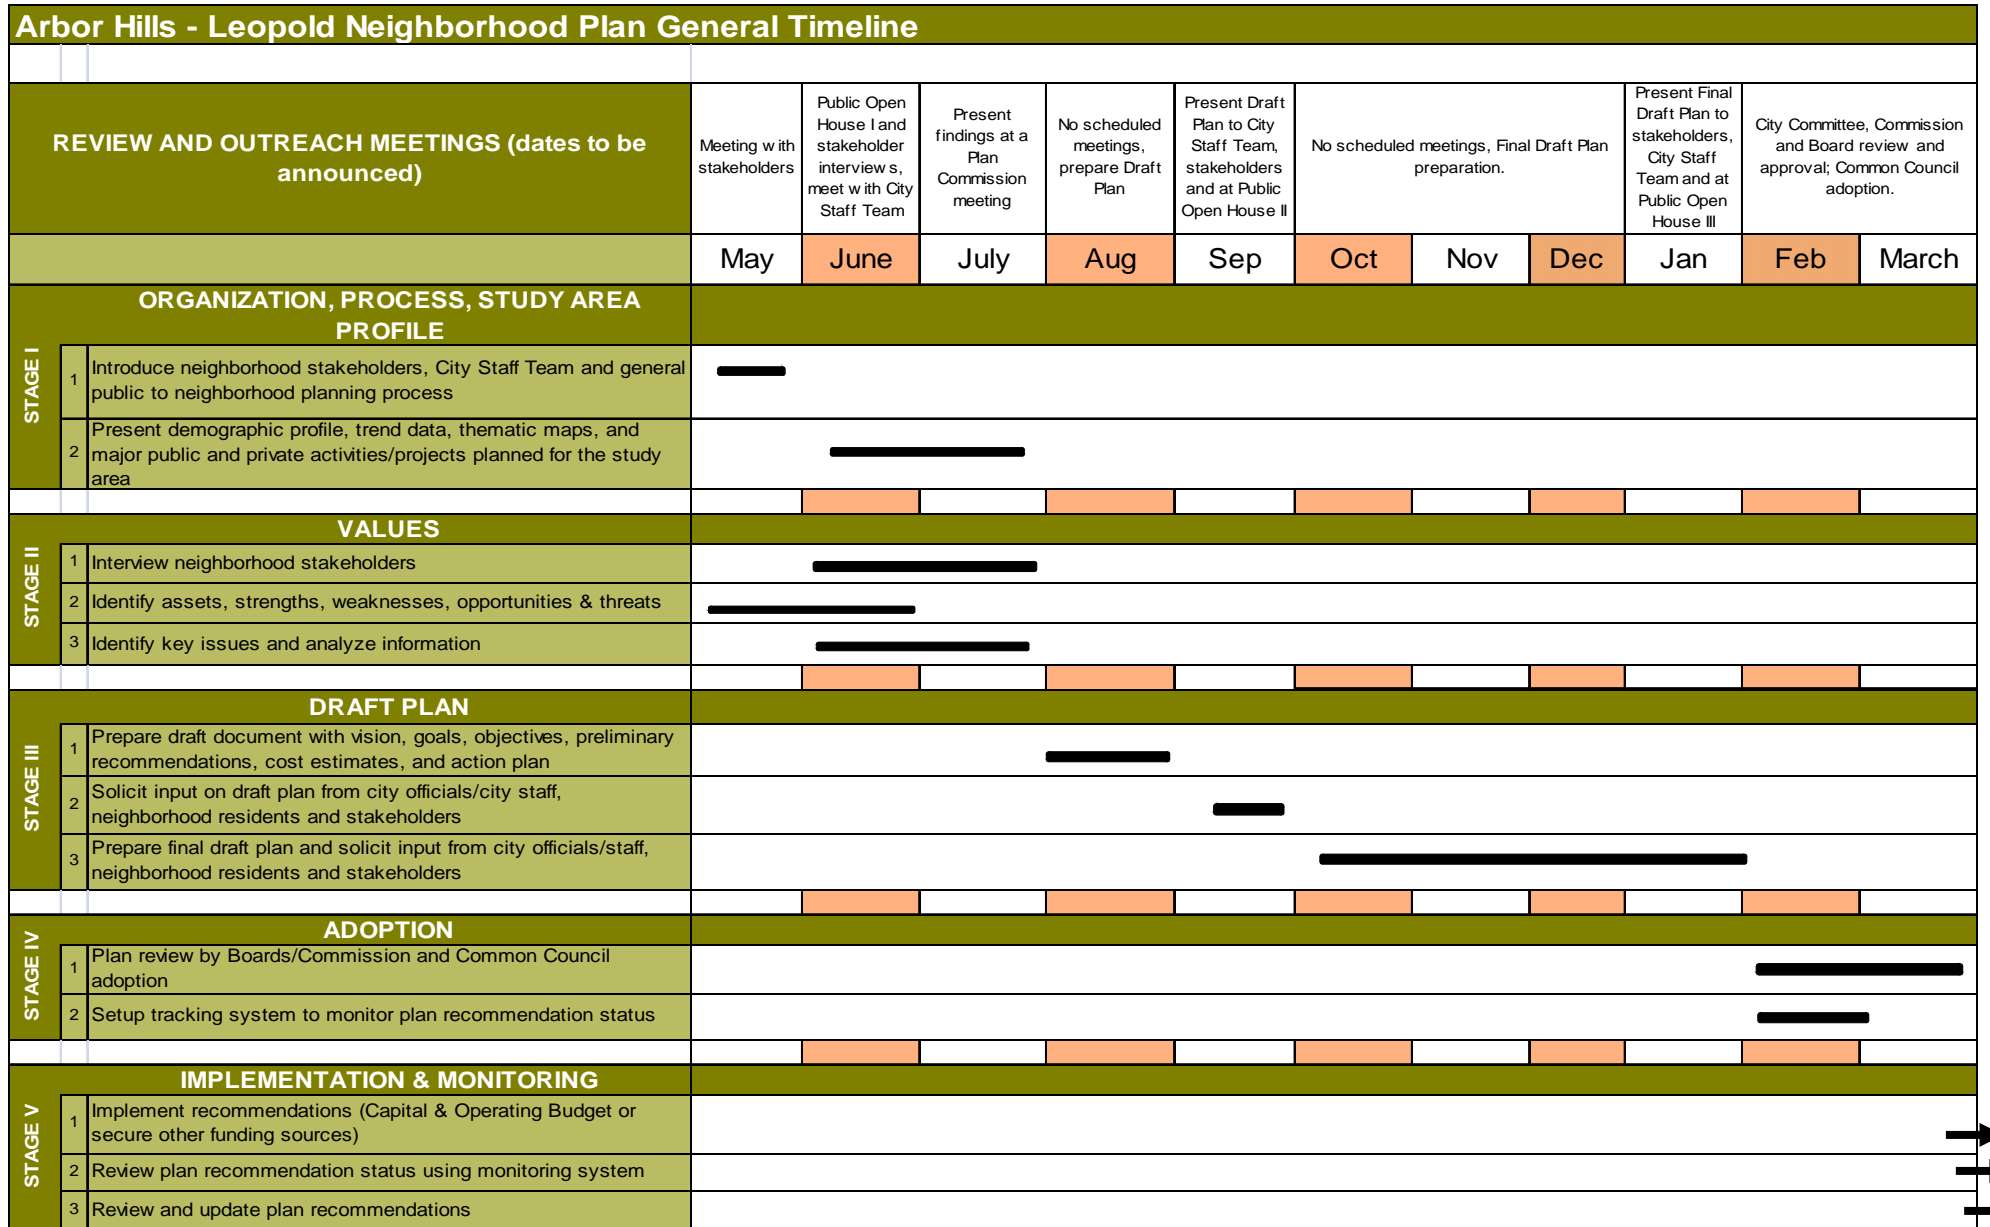 Arbor Hills - Leopold Neighborhood Plan General Timeline
REVIEW AND OUTREACH MEETINGS (dates to be
announced)
Meeting with
stakeholders
Public Open
House I and
stakeholder
interviews,
meet with City
Staff Team
Present
findings at a
Plan
Commission
meeting
No scheduled
meetings,
prepare Draft
Plan
Present Draft
Plan to City
Staff Team,
stakeholders
and at Public
Open House II
No scheduled meetings, Final Draft Plan
preparation.
Present Final
Draft Plan to
stakeholders,
City Staff
Team and at
Public Open
House III
City Committee, Commission
and Board review and
approval; Common Council
adoption.
May June July Aug Sep Oct Nov Dec Jan Feb March
STAGE I
ORGANIZATION, PROCESS, STUDY AREA
PROFILE
1 Introduce neighborhood stakeholders, City Staff Team and general
public to neighborhood planning process
2 Present demographic profile, trend data, thematic maps, and
major public and private activities/projects planned for the study
area
STAGE II
VALUES
1 Interview neighborhood stakeholders
2 Identify assets, strengths, weaknesses, opportunities & threats
3 Identify key issues and analyze information
STAGE III
DRAFT PLAN
1 Prepare draft document with vision, goals, objectives, preliminary
recommendations, cost estimates, and action plan
2 Solicit input on draft plan from city officials/city staff,
neighborhood residents and stakeholders
3 Prepare final draft plan and solicit input from city officials/staff,
neighborhood residents and stakeholders
STAGE IV
ADOPTION
1 Plan review by Boards/Commission and Common Council
adoption
2 Setup tracking system to monitor plan recommendation status
STAGE V
IMPLEMENTATION & MONITORING
1 Implement recommendations (Capital & Operating Budget or
secure other funding sources)
2 Review plan recommendation status using monitoring system
3 Review and update plan recommendations